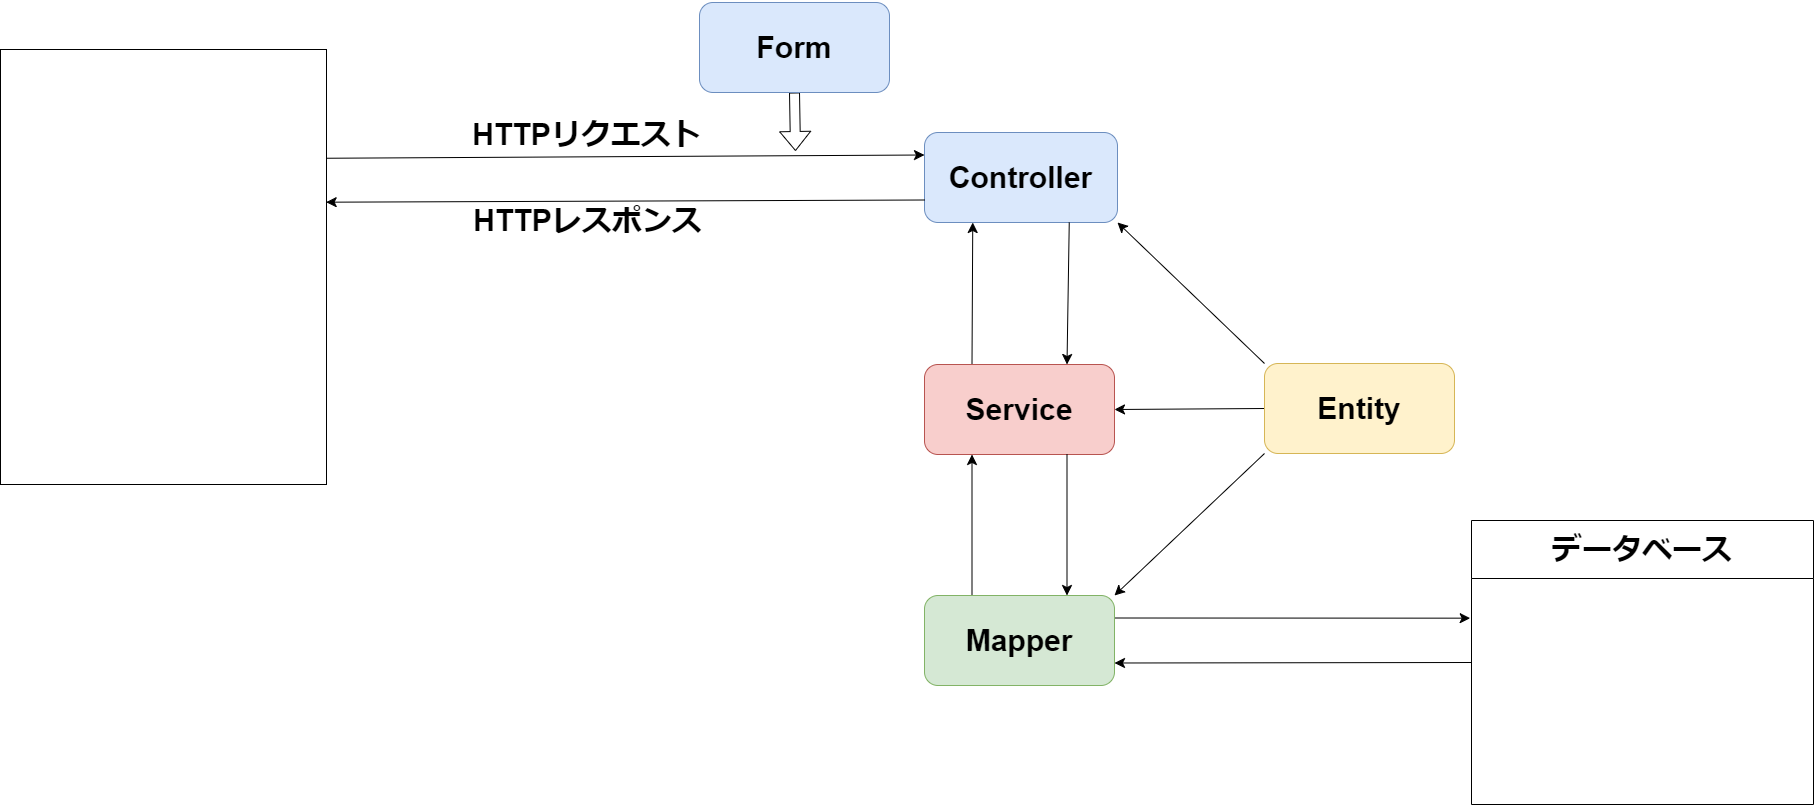 Form
HTTPリクエスト
Controller
HTTPレスポンス
Service
Entity
データベース
Mapper